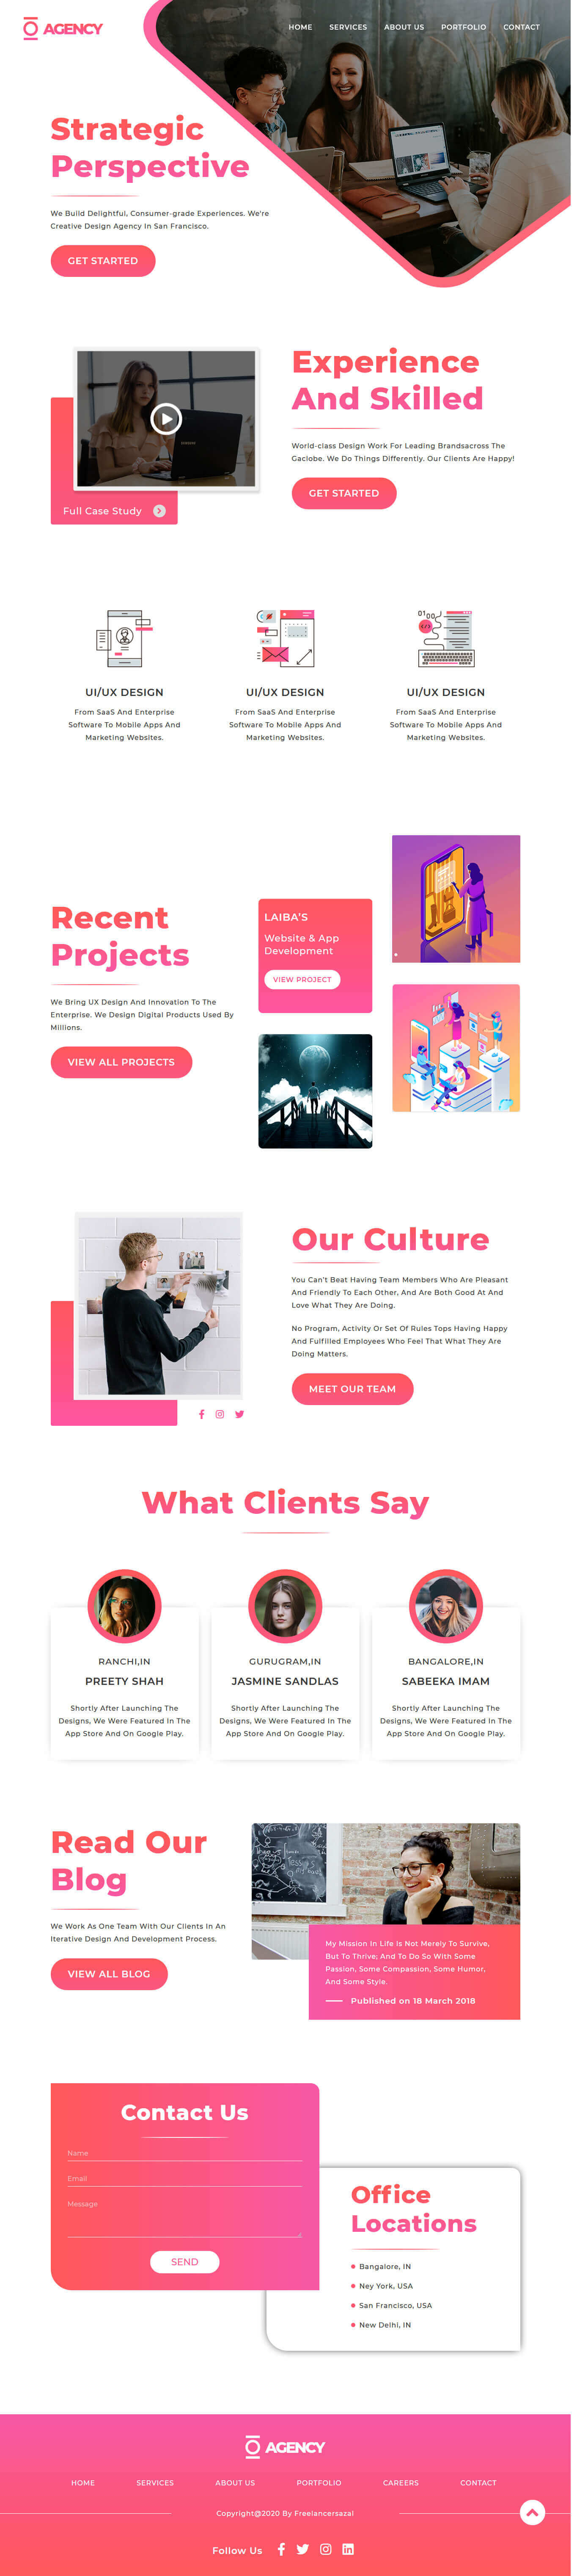 AGENCY
HOME SERVICES ABOUT US PORTFOLIO CONTACT
Strategic
Perspective
We Build Delightful, Consumer-grade Experiences. We're
Creative Design Agency In San Francisco.
GET STARTED
Experience
And Skilled
World-class Design Work For Leading Brandsacross The
Gaclobe. We Do Things Differently. Our Clients Are Happy!
GET STARTED
Full Case Study
UI/UX DESIGN
From SaaS And Enterprise
Software To Mobile Apps And
Marketing Websites.
UI/UX DESIGN
From SaaS And Enterprise
Software To Mobile Apps And
Marketing Websites.
0100
</>
UI/UX DESIGN
From SaaS And Enterprise
Software To Mobile Apps And
Marketing Websites.
Recent
Projects
We Bring UX Design And Innovation To The
Enterprise. We Design Digital Products Used By
Millions.
VIEW ALL PROJECTS
LAIBA'S
Website & App
Development
VIEW PROJECT
Our Culture
You Can't Beat Having Team Members Who Are Pleasant
And Friendly To Each Other, And Are Both Good At And
Love What They Are Doing.
No Program, Activity Or Set Of Rules Tops Having Happy
And Fulfilled Employees Who Feel That What They Are
Doing Matters.
MEET OUR TEAM
What Clients Say
RANCHI,IN
PREETY SHAH
Shortly After Launching The
Designs, We Were Featured In The
App Store And On Google Play.
GURUGRAM,IN
JASMINE SANDLAS
Shortly After Launching The
Designs, We Were Featured In The
App Store And On Google Play.
BANGALORE,IN
SABEEKA IMAM
Shortly After Launching The
Designs, We Were Featured In The
App Store And On Google Play.
Read Our
Blog
We Work As One Team With Our Clients In An
Iterative Design And Development Process.
VIEW ALL BLOG
My Mission In Life Is Not Merely To Survive,
But To Thrive; And To Do So With Some
Passion, Some Compassion, Some Humor,
And Some Style.
Published on 18 March 2018
Contact Us
Name
Email
Message
SEND
Office
Locations
Bangalore, IN
Ney York, USA
San Francisco, USA
New Delhi, IN
AGENCY
HOME SERVICES ABOUT US PORTFOLIO CAREERS CONTACT
Copyright@2020 By Freelancersazal
Follow Us